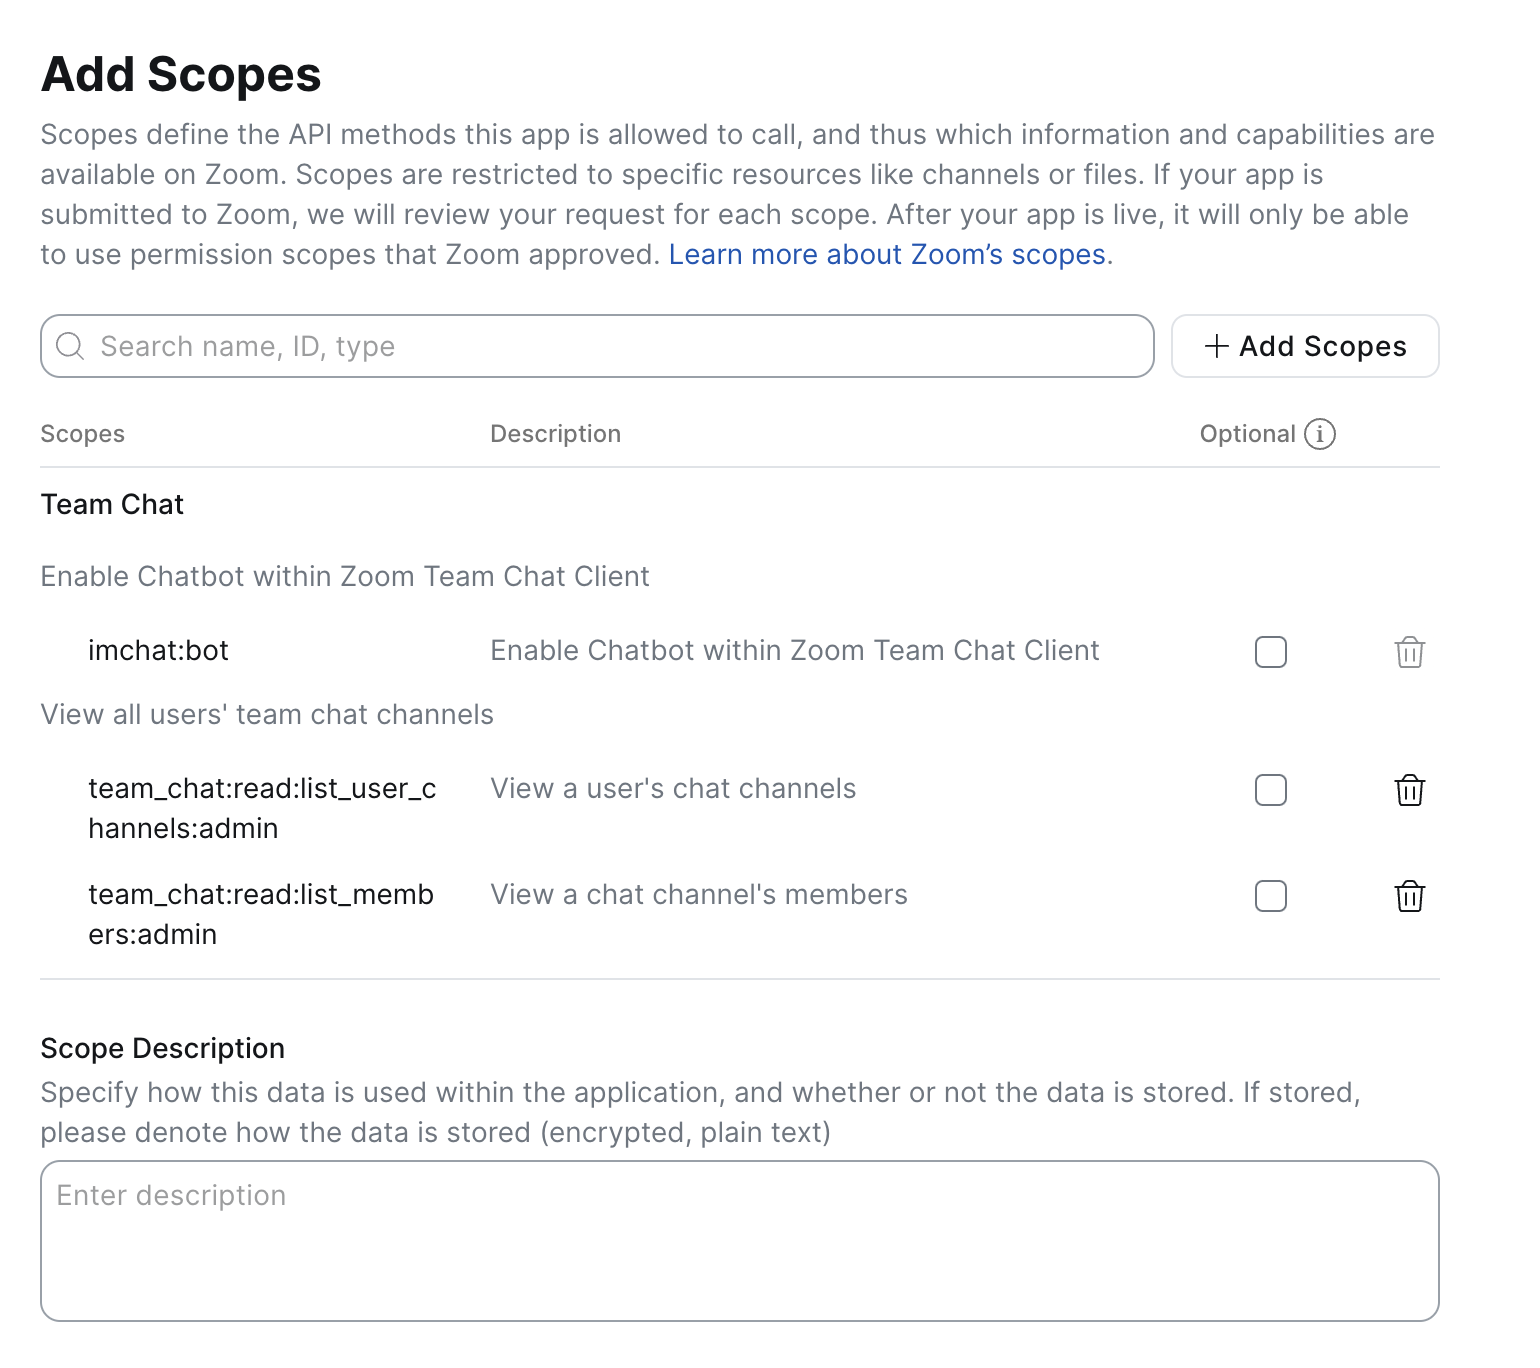 Add Scopes
Scopes define the API methods this app is allowed to call, and thus which information and capabilities are
available on Zoom. Scopes are restricted to specific resources like channels or files. If your app is
submitted to Zoom, we will review your request for each scope. After your app is live, it will only be able
to use permission scopes that Zoom approved. Learn more about Zoom’s scopes.
Search name, ID, type
Add Scopes
Scopes Description Optional
Team Chat
Enable Chatbot within Zoom Team Chat Client
imchat:bot Enable Chatbot within Zoom Team Chat Client
View all users' team chat channels
team_chat:read:list_user_c View a user's chat channels
hannels:admin
team_chat:read:list_memb View a chat channel's members
ers:admin
Scope Description
Specify how this data is used within the application, and whether or not the data is stored. If stored,
please denote how the data is stored (encrypted, plain text)
Enter description